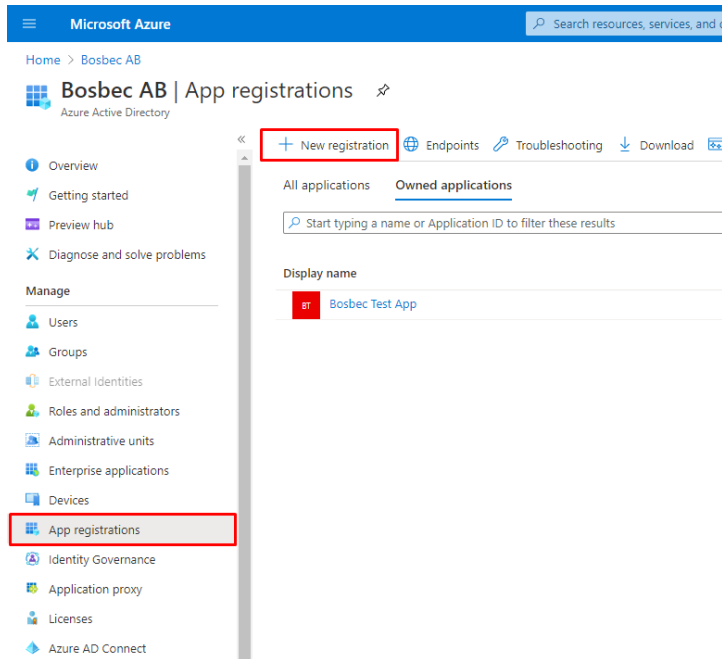 Microsoft Azure
Search resources, services, and
Home > Bosbec AB
Bosbec AB | App registrations
Azure Active Directory
«
+ New registration
Endpoints
Troubleshooting
Download
Overview
Getting started
Preview hub
Diagnose and solve problems
Manage
Users
Groups
External Identities
Roles and administrators
Administrative units
Enterprise applications
Devices
App registrations
Identity Governance
Application proxy
Licenses
Azure AD Connect
All applications
Owned applications
Start typing a name or Application ID to filter these results
Display name
BT
Bosbec Test App